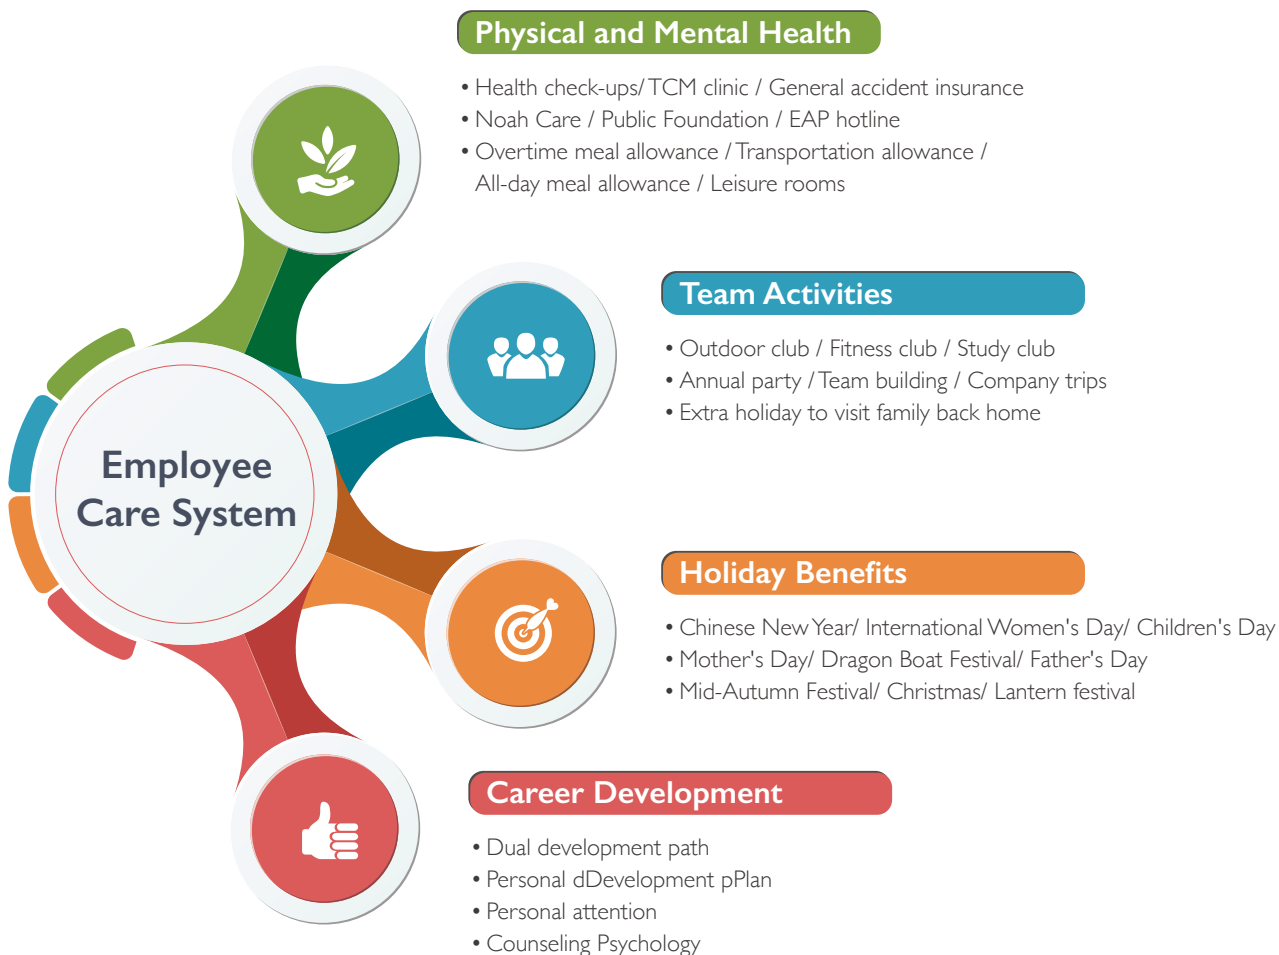 Physical and Mental Health
• Health check-ups/ TCM clinic / General accident insurance
• Noah Care / Public Foundation / EAP hotline
• Overtime meal allowance / Transportation allowance /
All-day meal allowance / Leisure rooms
Team Activities
• Outdoor club / Fitness club / Study club
• Annual party / Team building / Company trips
• Extra holiday to visit family back home
Employee
Care System
Holiday Benefits
• Chinese New Year/ International Women's Day/ Children's Day
• Mother's Day/ Dragon Boat Festival/ Father's Day
• Mid-Autumn Festival/ Christmas/ Lantern festival
Career Development
• Dual development path
• Personal dDevelopment pPlan
• Personal attention
• Counseling Psychology